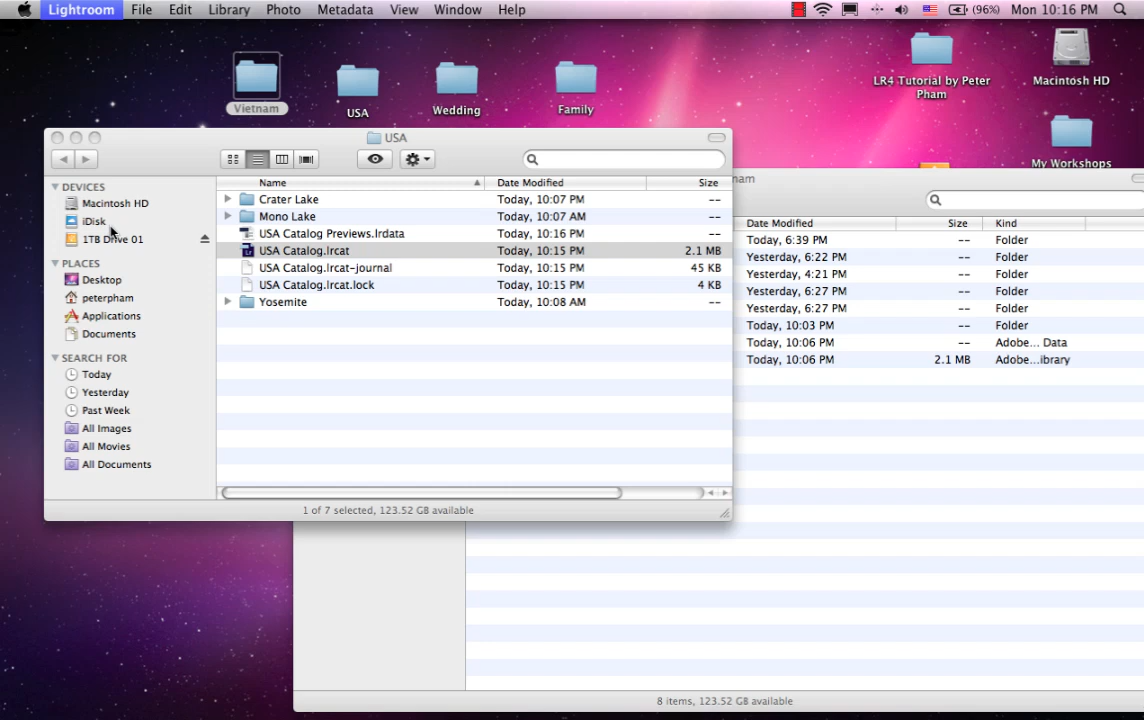 Lightroom File Edit Library Photo Metadata View Window Help (96%) Mon 10:16 PM
Vietnam
USA
Wedding
Family
LR4 Tutorial by Peter
Pham
Macintosh HD
My Workshops
USA
DEVICES
Macintosh HD
iDisk
1TB Drive 01
PLACES
Desktop
peterpham
Applications
Documents
SEARCH FOR
Today
Yesterday
Past Week
All Images
All Movies
All Documents
Name Date Modified Size
Crater Lake Today, 10:07 PM --
Mono Lake Today, 10:07 AM --
USA Catalog Previews.lrdata Today, 10:16 PM --
USA Catalog.lrcat Today, 10:15 PM 2.1 MB
USA Catalog.lrcat-journal Today, 10:15 PM 45 KB
USA Catalog.lrcat.lock Today, 10:15 PM 4 KB
Yosemite Today, 10:08 AM --
1 of 7 selected, 123.52 GB available
nam
Date Modified Size Kind
Today, 6:39 PM -- Folder
Yesterday, 6:22 PM -- Folder
Yesterday, 4:21 PM -- Folder
Yesterday, 6:27 PM -- Folder
Yesterday, 6:27 PM -- Folder
Today, 10:03 PM -- Folder
Today, 10:06 PM -- Adobe... Data
Today, 10:06 PM 2.1 MB Adobe...ibrary
8 items, 123.52 GB available